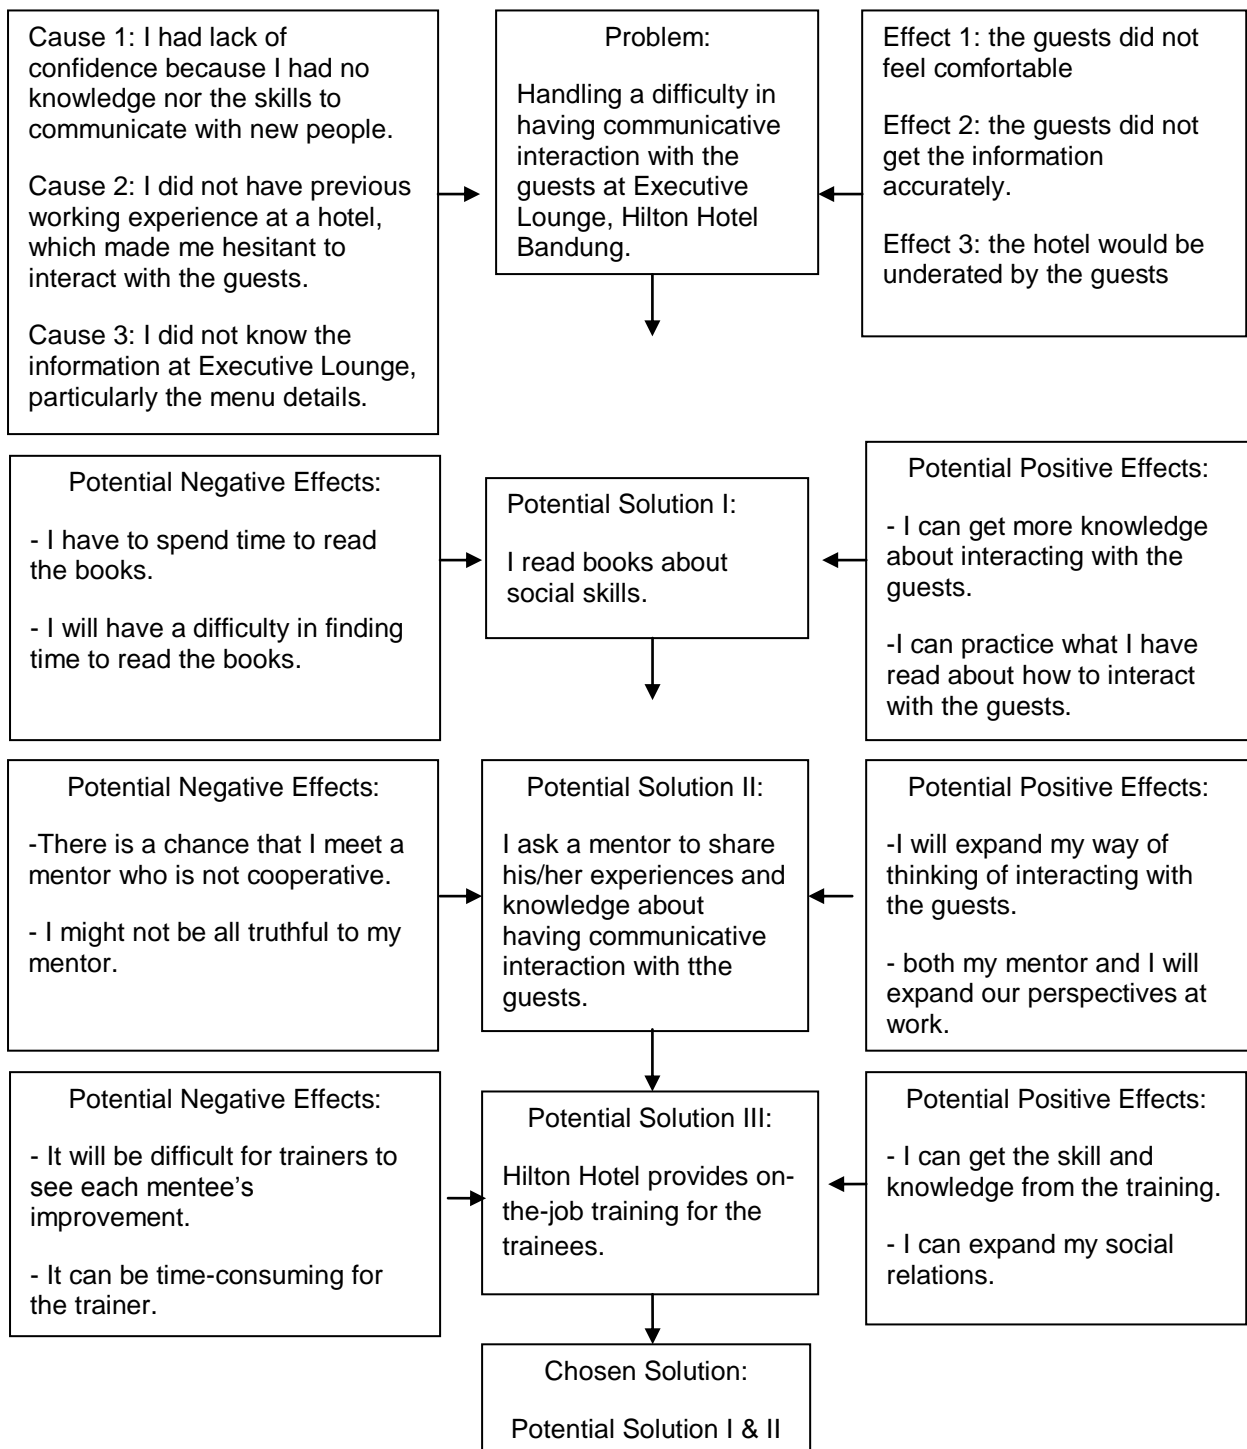 Cause 1: I had lack of
confidence because I had no
knowledge nor the skills to
communicate with new people.
Cause 2: I did not have previous
working experience at a hotel,
which made me hesitant to
interact with the guests.
Cause 3: I did not know the
information at Executive Lounge,
particularly the menu details.
Problem:
Handling a difficulty in
having communicative
interaction with the
guests at Executive
Lounge, Hilton Hotel
Bandung.
Effect 1: the guests did not
feel comfortable
Effect 2: the guests did not
get the information
accurately.
Effect 3: the hotel would be
underated by the guests
Potential Negative Effects:
- I have to spend time to read
the books.
- I will have a difficulty in finding
time to read the books.
Potential Solution I:
I read books about
social skills.
Potential Positive Effects:
- I can get more knowledge
about interacting with the
guests.
-I can practice what I have
read about how to interact
with the guests.
Potential Negative Effects:
-There is a chance that I meet a
mentor who is not cooperative.
- I might not be all truthful to my
mentor.
Potential Solution II:
I ask a mentor to share
his/her experiences and
knowledge about
having communicative
interaction with tthe
guests.
Potential Positive Effects:
-I will expand my way of
thinking of interacting with
the guests.
- both my mentor and I will
expand our perspectives at
work.
Potential Negative Effects:
- It will be difficult for trainers to
see each mentee’s
improvement.
- It can be time-consuming for
the trainer.
Potential Solution III:
Hilton Hotel provides on-
the-job training for the
trainees.
Potential Positive Effects:
- I can get the skill and
knowledge from the training.
- I can expand my social
relations.
Chosen Solution:
Potential Solution I & II